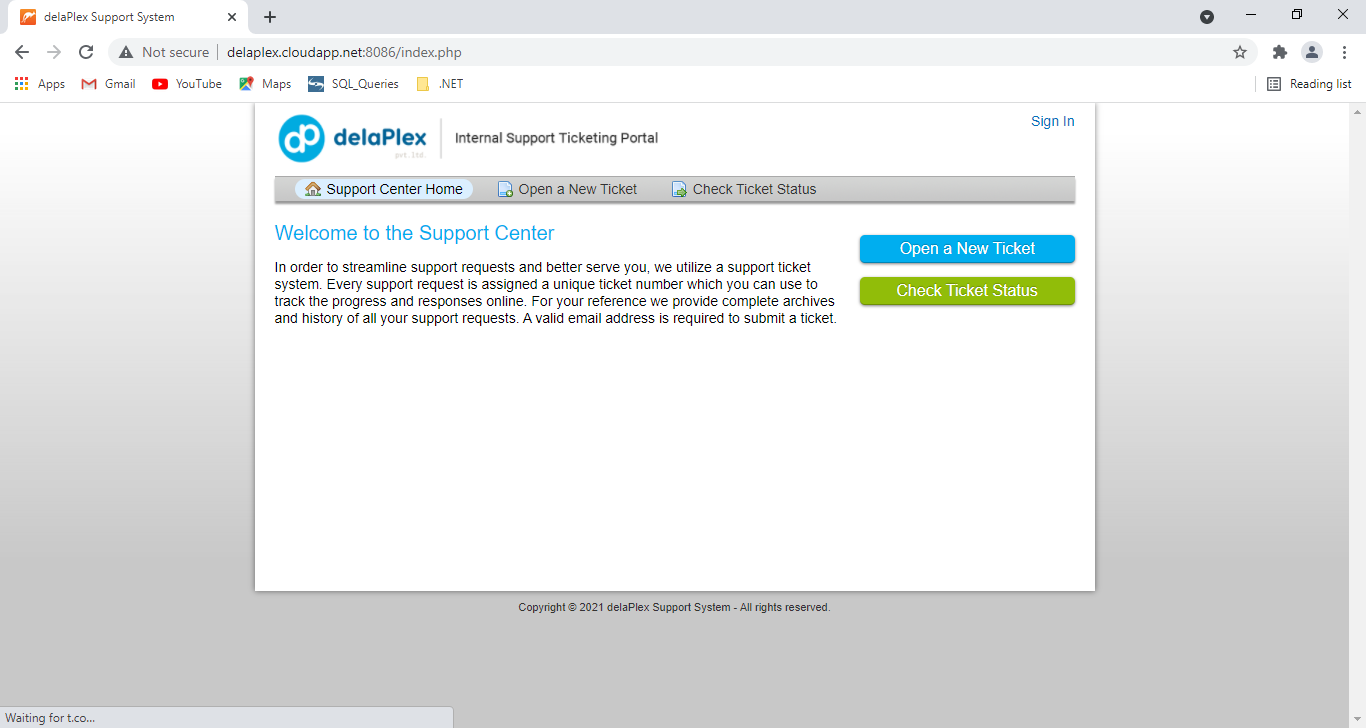 delaPlex Support System
Not secure
delaplex.cloudapp.net:8086/index.php
Apps
Gmail
YouTube
Maps
SQL_Queries
.NET
Reading list
dp delaPlex
pvt. ltd.
Internal Support Ticketing Portal
Sign In
Support Center Home
Open a New Ticket
Check Ticket Status
Welcome to the Support Center
In order to streamline support requests and better serve you, we utilize a support ticket
system. Every support request is assigned a unique ticket number which you can use to
track the progress and responses online. For your reference we provide complete archives
and history of all your support requests. A valid email address is required to submit a ticket.
Open a New Ticket
Check Ticket Status
Copyright © 2021 delaPlex Support System - All rights reserved.
Waiting for t.co...